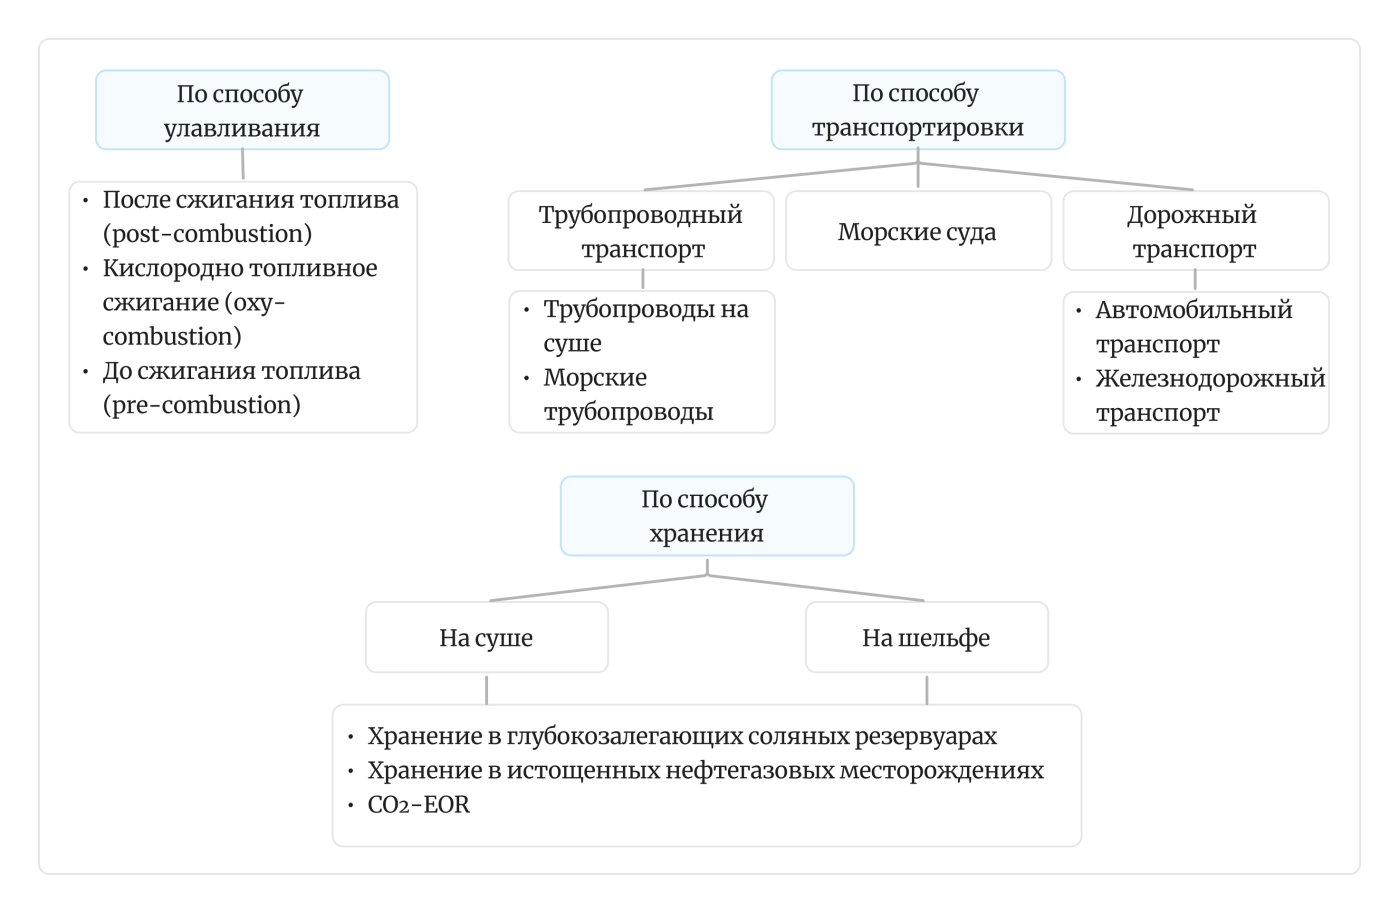 По способу
улавливания
• После сжигания топлива
(post-combustion)
• Кислородно топливное
сжигание (oxy-
combustion)
• До сжигания топлива
(pre-combustion)
По способу
транспортировки
Трубопроводный
транспорт
• Трубопроводы на
суше
• Морские
трубопроводы
Морские суда
Дорожный
транспорт
• Автомобильный
транспорт
• Железнодорожный
транспорт
По способу
хранения
На суше
На шельфе
• Хранение в глубокозалегающих соляных резервуарах
• Хранение в истощенных нефтегазовых месторождениях
• CO2-EOR